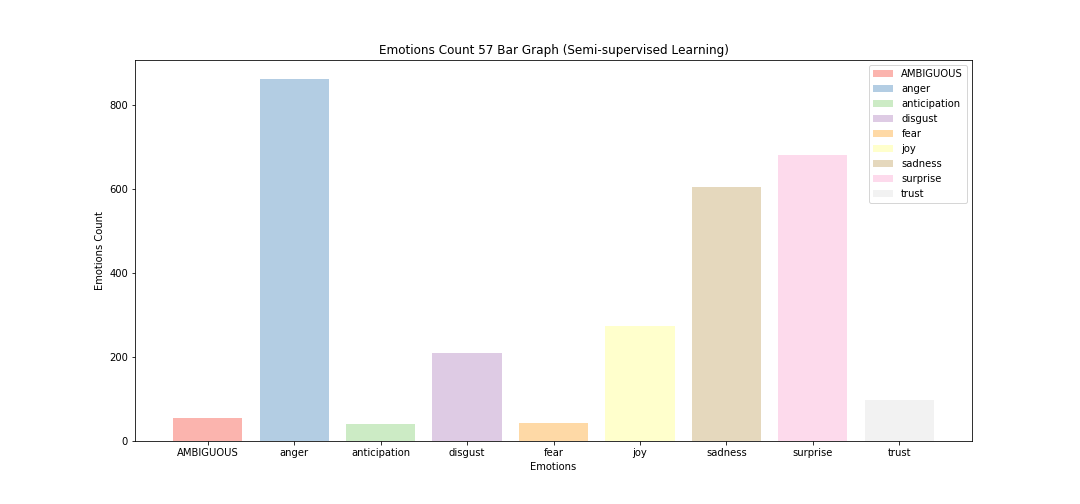 Emotions Count 57 Bar Graph (Semi-supervised Learning)
AMBIGUOUS
anger
anticipation
disgust
fear
joy
sadness
surprise
trust
800
600
400
200
0
Emotions Count
AMBIGUOUS anger anticipation disgust fear joy sadness surprise trust
Emotions